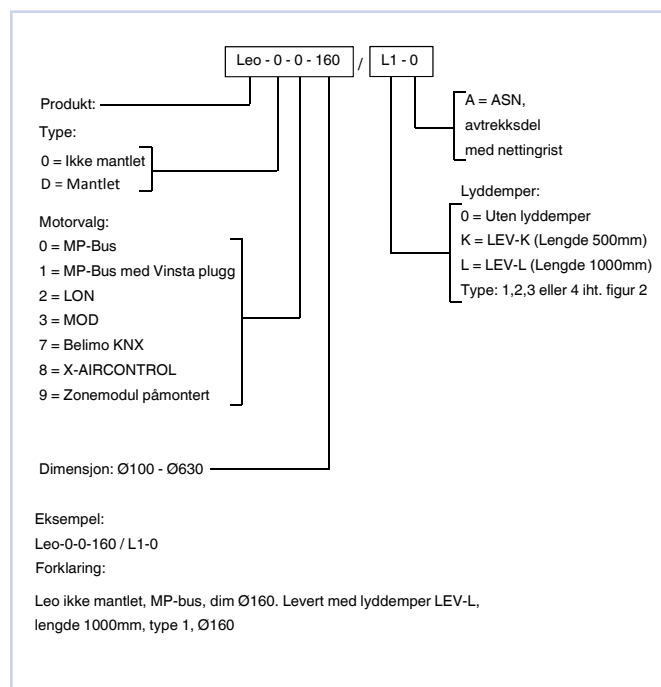 Leo - 0 - 0 - 160 / L1 - 0
Produkt:
Type:
0 = Ikke mantlet
D = Mantlet
Motorvalg:
0 = MP-Bus
1 = MP-Bus med Vinsta plugg
2 = LON
3 = MOD
7 = Belimo KNX
8 = X-AIRCONTROL
9 = Zonemodul påmontert
Dimensjon: Ø100 - Ø630
A = ASN,
avtrekksdel
med nettingrist
Lyddemper:
0 = Uten lyddemper
K = LEV-K (Lengde 500mm)
L = LEV-L (Lengde 1000mm)
Type: 1,2,3 eller 4 iht. figur 2
Eksempel:
Leo-0-0-160 / L1-0
Forklaring:
Leo ikke mantlet, MP-bus, dim Ø160. Levert med lyddemper LEV-L,
lengde 1000mm, type 1, Ø160